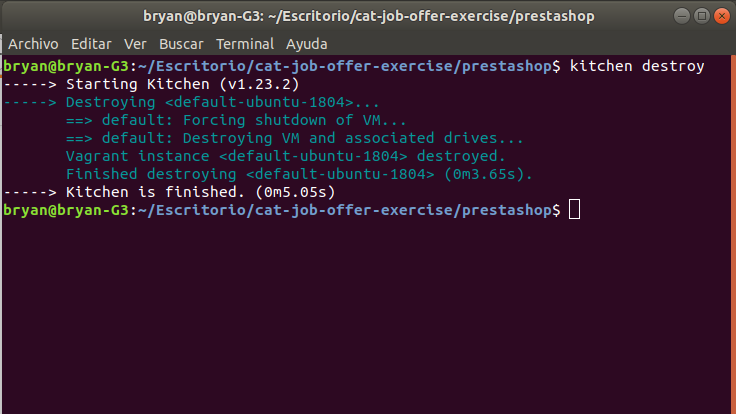 bryan@bryan-G3: ~/Escritorio/cat-job-offer-exercise/prestashop
Archivo Editar Ver Buscar Terminal Ayuda
bryan@bryan-G3:~/Escritorio/cat-job-offer-exercise/prestashop$ kitchen destroy
-----> Starting Kitchen (v1.23.2)
-----> Destroying <default-ubuntu-1804>...
       ==> default: Forcing shutdown of VM...
       ==> default: Destroying VM and associated drives...
       Vagrant instance <default-ubuntu-1804> destroyed.
       Finished destroying <default-ubuntu-1804> (0m3.65s).
-----> Kitchen is finished. (0m5.05s)
bryan@bryan-G3:~/Escritorio/cat-job-offer-exercise/prestashop$